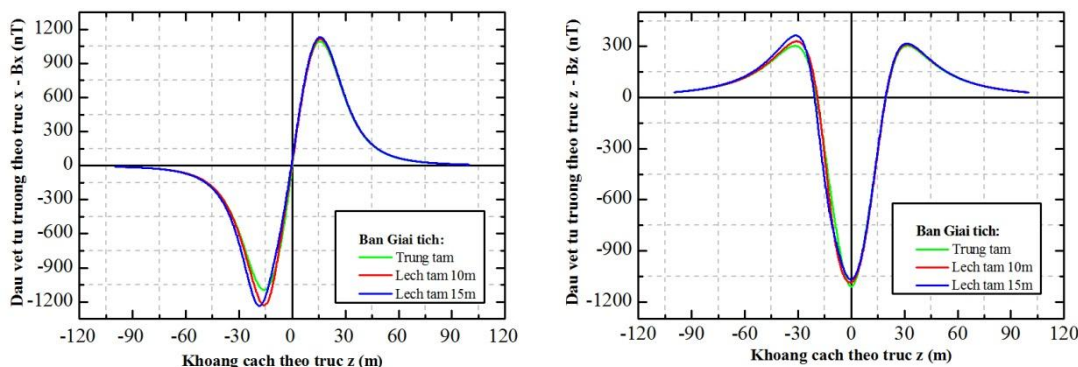 Dau vet tu truong theo truc x - Bx (nT)
1200
900
600
300
0
-300
-600
-900
-1200
-120 -90 -60 -30 0 30 60 90 120
Khoang cach theo truc z (m)
Ban Giai tich:
Trung tam
Lech tam 10m
Lech tam 15m
Dau vet tu truong theo truc z - Bz (nT)
300
0
-300
-600
-900
-1200
-120 -90 -60 -30 0 30 60 90 120
Khoang cach theo truc z (m)
Ban Giai tich:
Trung tam
Lech tam 10m
Lech tam 15m